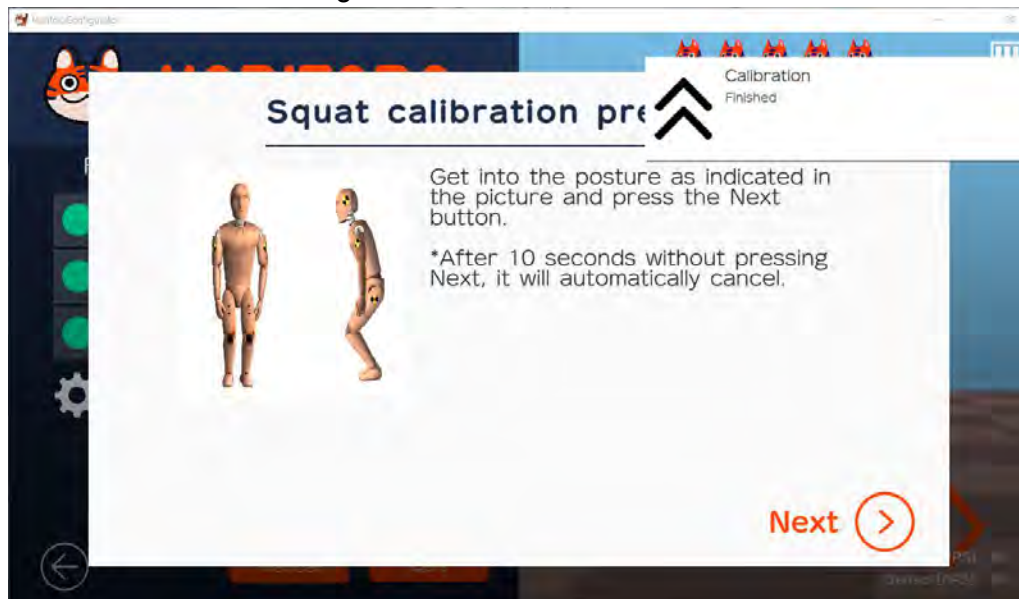 Squat calibration pre
Calibration
Finished
Get into the posture as indicated in
the picture and press the Next
button.
*After 10 seconds without pressing
Next, it will automatically cancel.
Next